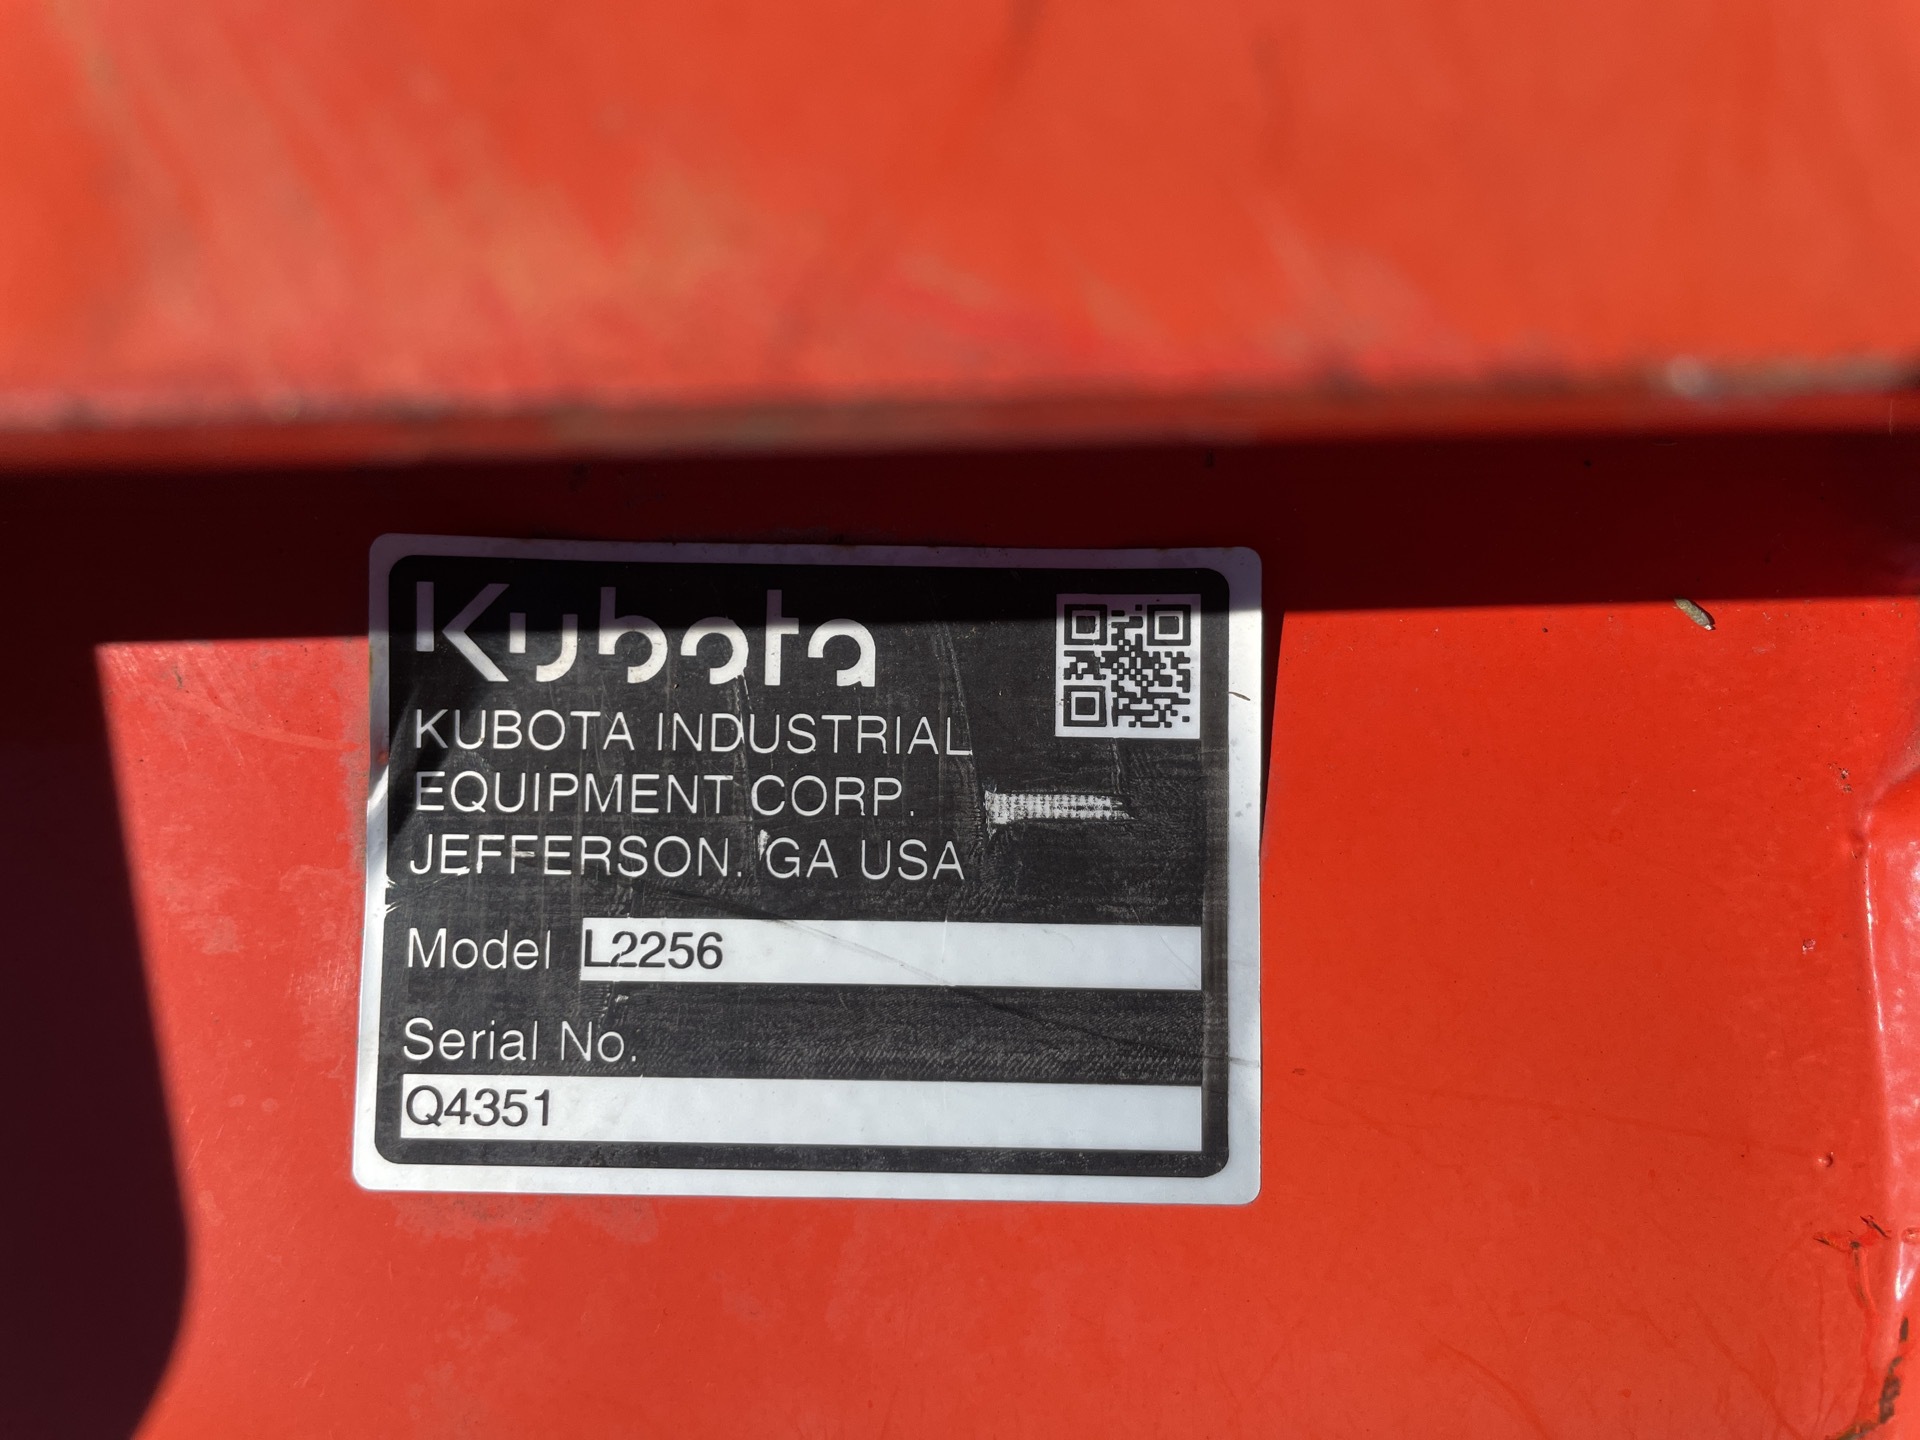 Kubota
KUBOTA INDUSTRIAL
EQUIPMENT CORP.
JEFFERSON. GA USA
Model L2256
Serial No.
Q4351